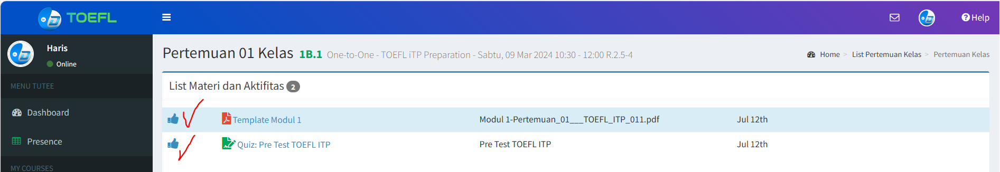 TOEFL
Help
Haris
Online
MENU TUTEE
Dashboard
Presence
MY COURSES
Pertemuan 01 Kelas 1B.1 One-to-One - TOEFL iTP Preparation - Sabtu, 09 Mar 2024 10:30 - 12:00 R.2.5-4
Home > List Pertemuan Kelas > Pertemuan Kelas
List Materi dan Aktifitas 2
Template Modul 1 Modul 1-Pertemuan_01___TOEFL_ITP_011.pdf Jul 12th
Quiz: Pre Test TOEFL ITP Pre Test TOEFL ITP Jul 12th